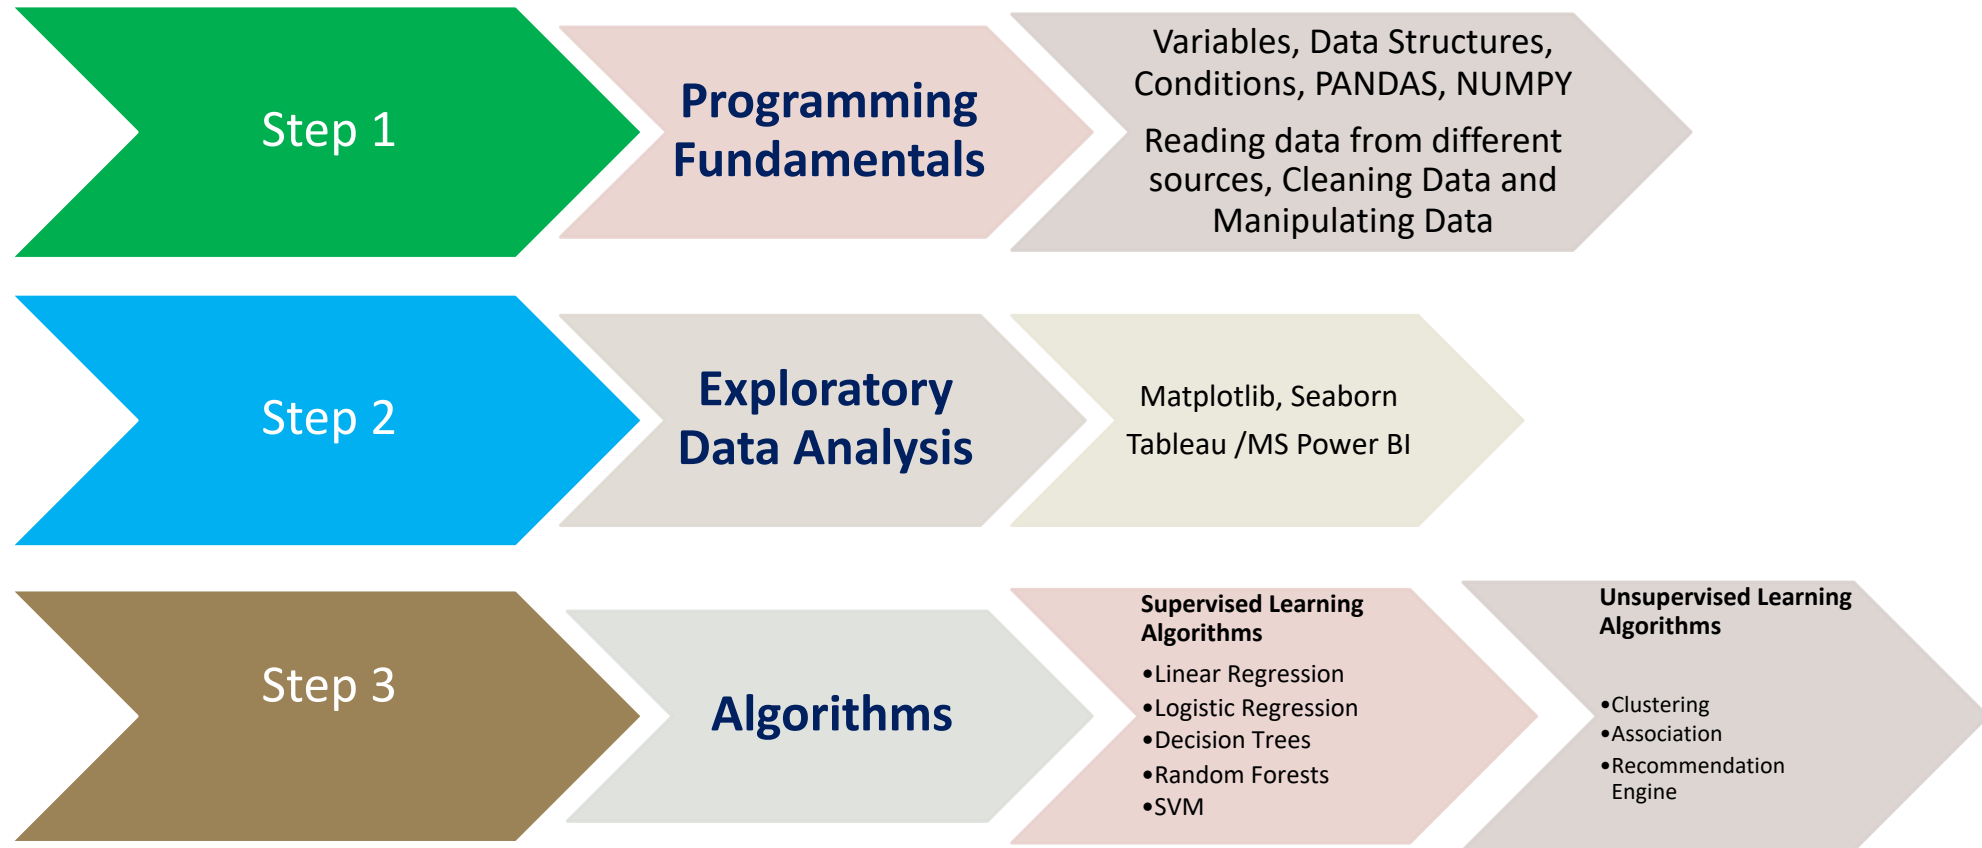 Step 1
Programming
Fundamentals
Variables, Data Structures,
Conditions, PANDAS, NUMPY
Reading data from different
sources, Cleaning Data and
Manipulating Data
Step 2
Exploratory
Data Analysis
Matplotlib, Seaborn
Tableau /MS Power BI
Step 3
Algorithms
Supervised Learning
Algorithms
•Linear Regression
•Logistic Regression
•Decision Trees
•Random Forests
•SVM
Unsupervised Learning
Algorithms
•Clustering
•Association
•Recommendation
Engine